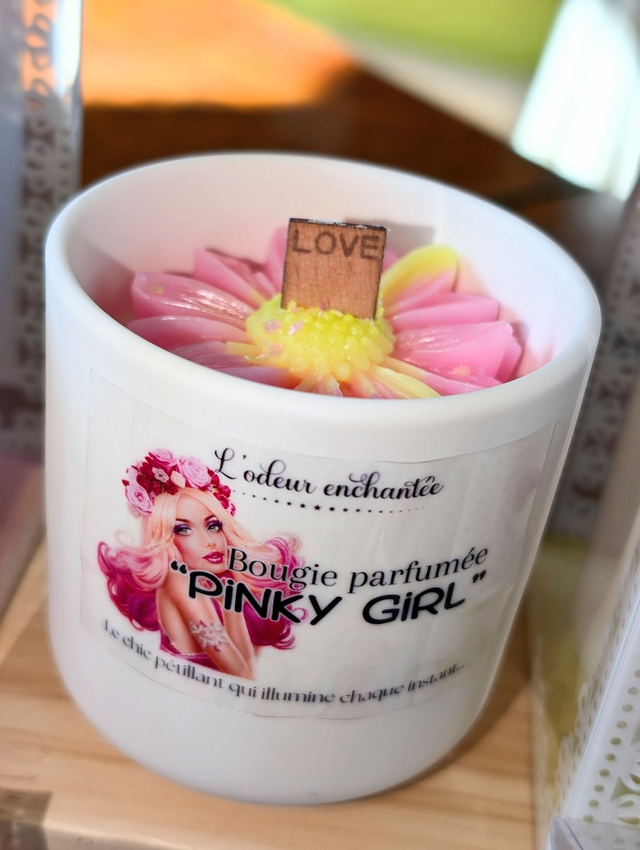 LOVE
L'odeur enchantée
Bougie parfumée
"PiNKY GiRL"
Le chic pétillant qui illumine chaque instant...